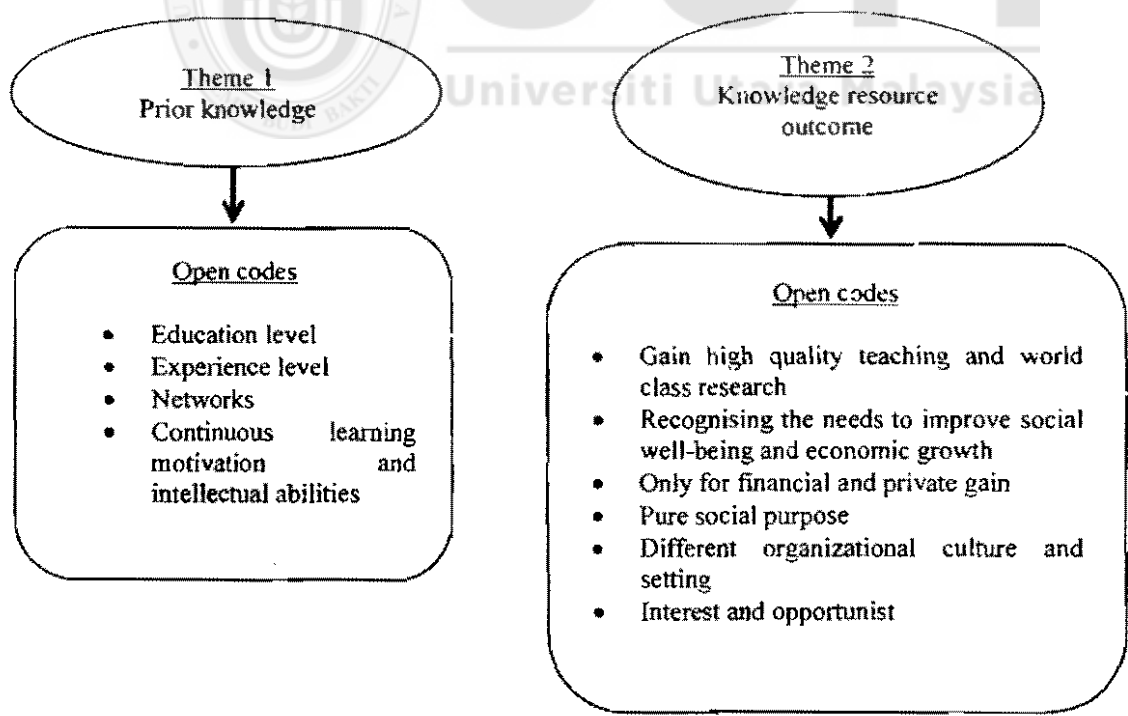 Theme 1
Prior knowledge
Open codes
• Education level
• Experience level
• Networks
• Continuous learning
motivation and
intellectual abilities
Theme 2
Knowledge resource
outcome
Open codes
• Gain high quality teaching and world
class research
• Recognising the needs to improve social
well-being and economic growth
• Only for financial and private gain
• Pure social purpose
• Different organizational culture and
setting
• Interest and opportunist
Universiti Utara Malaysia
BUDI BAKTI